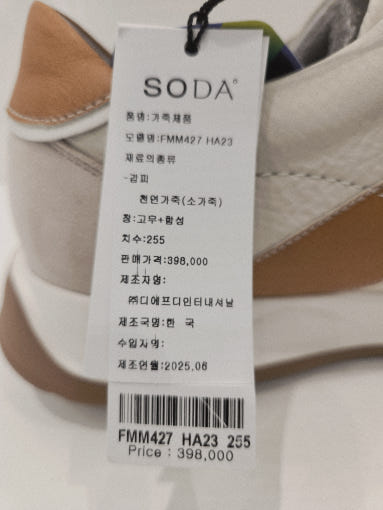 SODA
품명:가죽제품
모델명:FMM427 HA23
재료의종류
-겉피
천연가죽(소가죽)
창:고무+합성
치수:255
판매가격:398,000
제조자명:
㈜디에프디인터내셔날
제조국명:한 국
수입자명:
제조연월:2025.06
FMM427 HA23 255
Price : 398,000